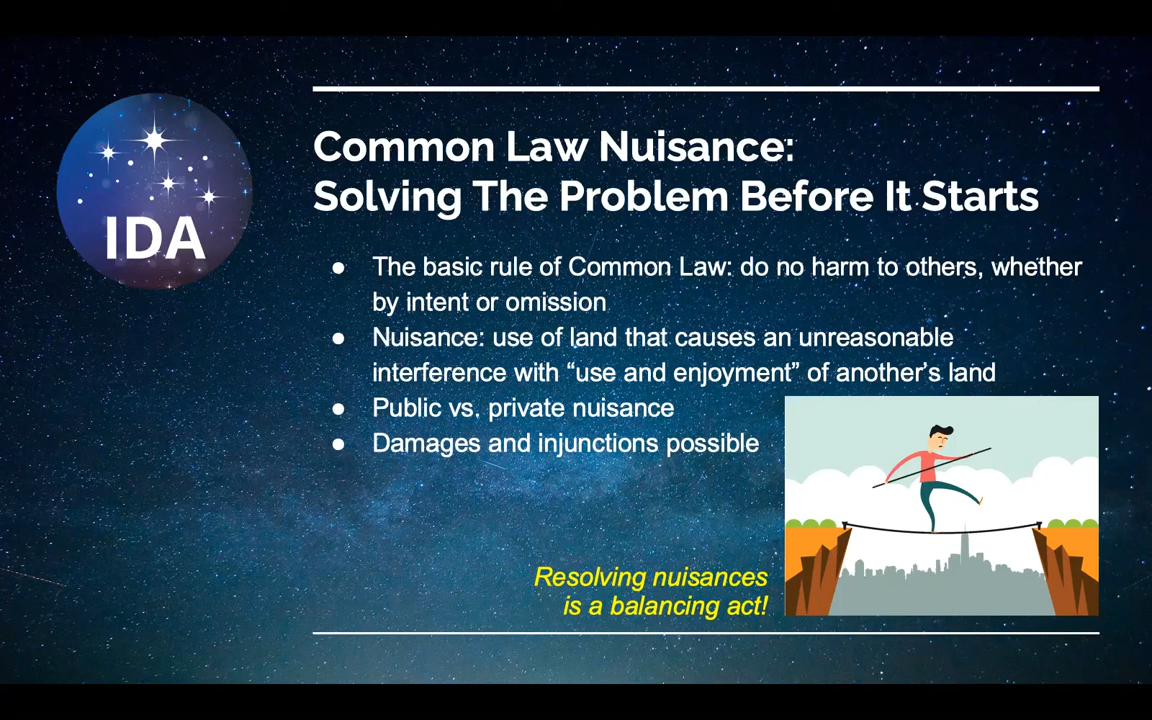 IDA
Common Law Nuisance:
Solving The Problem Before It Starts
● The basic rule of Common Law: do no harm to others, whether
by intent or omission
● Nuisance: use of land that causes an unreasonable
interference with “use and enjoyment” of another’s land
● Public vs. private nuisance
● Damages and injunctions possible
Resolving nuisances
is a balancing act!